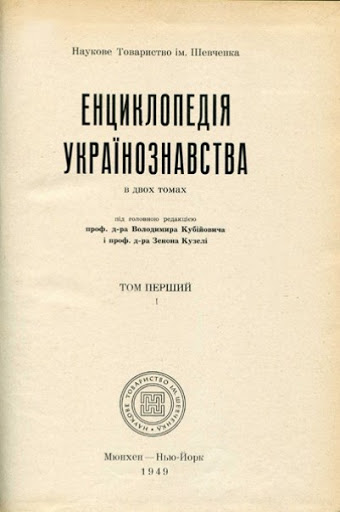 Наукове Товариство ім. Шевченка
ЕНЦИКЛОПЕДІЯ
УКРАЇНОЗНАВСТВА
в двох томах
під головною редакцією
проф. д-ра Володимира Кубійовича
і проф. д-ра Зенона Кузелі
ТОМ ПЕРШИЙ
1
НАУКОВЕ ТОВАРИСТВО ІМ. ШЕВЧЕНКА
Мюнхен — Нью-Йорк
1949